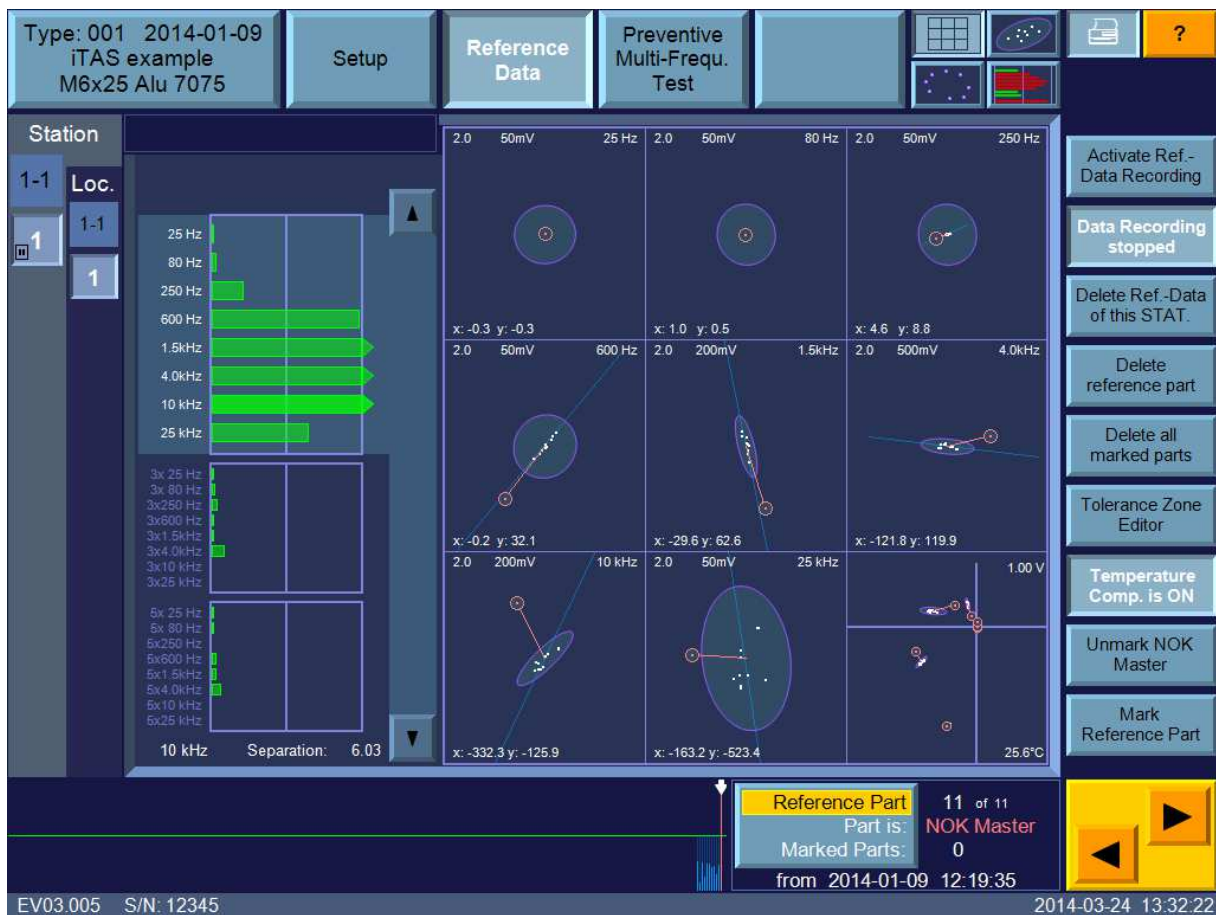 Type: 001 2014-01-09
iTAS example
M6x25 Alu 7075
Setup
Reference
Data
Preventive
Multi-Frequ.
Test
?
Station
1-1
1
Loc.
1-1
1
25 Hz
80 Hz
250 Hz
600 Hz
1.5kHz
4.0kHz
10 kHz
25 kHz
3x 25 Hz
3x 80 Hz
3x250 Hz
3x600 Hz
3x1.5kHz
3x4.0kHz
3x10 kHz
3x25 kHz
5x 25 Hz
5x 80 Hz
5x250 Hz
5x600 Hz
5x1.5kHz
5x4.0kHz
5x10 kHz
5x25 kHz
10 kHz Separation: 6.03
2.0 50mV 25 Hz
x: -0.3 y: -0.3
2.0 50mV 80 Hz
x: 1.0 y: 0.5
2.0 50mV 250 Hz
x: 4.6 y: 8.8
2.0 50mV 600 Hz
x: -0.2 y: 32.1
2.0 200mV 1.5kHz
x: -29.6 y: 62.6
2.0 500mV 4.0kHz
x: -121.8 y: 119.9
2.0 200mV 10 kHz
x: -332.3 y: -125.9
2.0 50mV 25 kHz
x: -163.2 y: -523.4
1.00 V
25.6°C
Activate Ref.-
Data Recording
Data Recording
stopped
Delete Ref.-Data
of this STAT.
Delete
reference part
Delete all
marked parts
Tolerance Zone
Editor
Temperature
Comp. is ON
Unmark NOK
Master
Mark
Reference Part
Reference Part 11 of 11
Part is: NOK Master
Marked Parts: 0
from 2014-01-09 12:19:35
EV03.005 S/N: 12345
2014-03-24 13:32:22